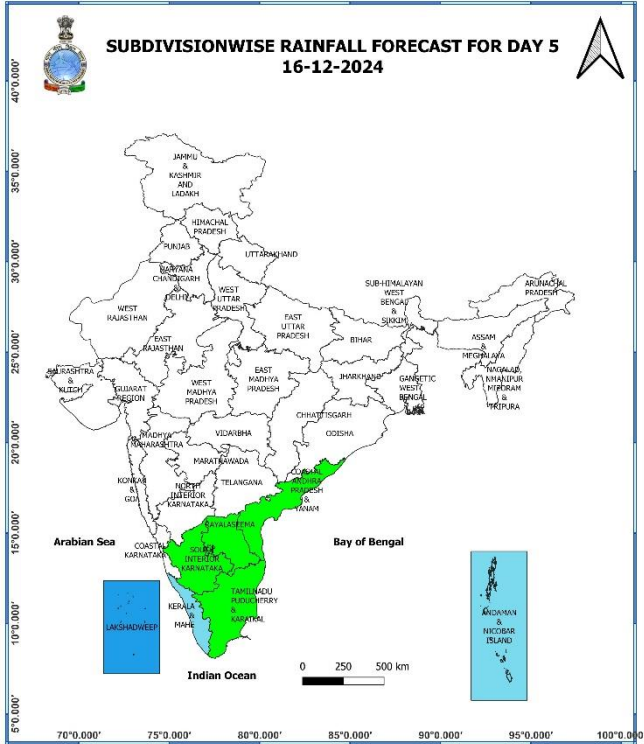 SUBDIVISIONWISE RAINFALL FORECAST FOR DAY 5
16-12-2024
40°0.000'
35°0.000'
30°0.000'
25°0.000'
20°0.000'
15°0.000'
10°0.000'
5°0.000'
JAMMU
&
KASHMIR
AND
LADAKH
HIMACHAL
PRADESH
PUNJAB
UTTARAKHAND
HARYANA
CHANDIGARH
&
DELHI
WEST
UTTAR
PRADESH
SUB-HIMALAYAN
WEST
BENGAL
&
SIKKIM
ARUNACHAL
PRADESH
WEST
RAJASTHAN
EAST
RAJASTHAN
EAST
UTTAR
PRADESH
BIHAR
ASSAM
&
MEGHALAYA
SAURASHTRA
&
KUTCH
GUJARAT
REGION
WEST
MADHYA
PRADESH
EAST
MADHYA
PRADESH
JHARKHAND
GANGETIC
WEST
BENGAL
NAGALAD,
NMANIPUR
MIZORAM
&
TRIPURA
CHHATTISGARH
ODISHA
MADHYA
MAHARASHTRA
VIDARBHA
MARATHWADA
TELANGANA
KONKAN
&
GOA
NORTH
INTERIOR
KARNATAKA
COASTAL
ANDHRA
PRADESH
&
YANAM
RAYALASEEMA
Arabian Sea
COASTAL
KARNATAKA
SOUTH
INTERIOR
KARNATAKA
Bay of Bengal
KERALA
&
MAHE
TAMILNADU
PUDUCHERRY
&
KARAIKAL
LAKSHADWEEP
ANDAMAN
&
NICOBAR
ISLAND
Indian Ocean
0 250 500 km
70°0.000' 75°0.000' 80°0.000' 85°0.000' 90°0.000' 95°0.000' 100°0.000'